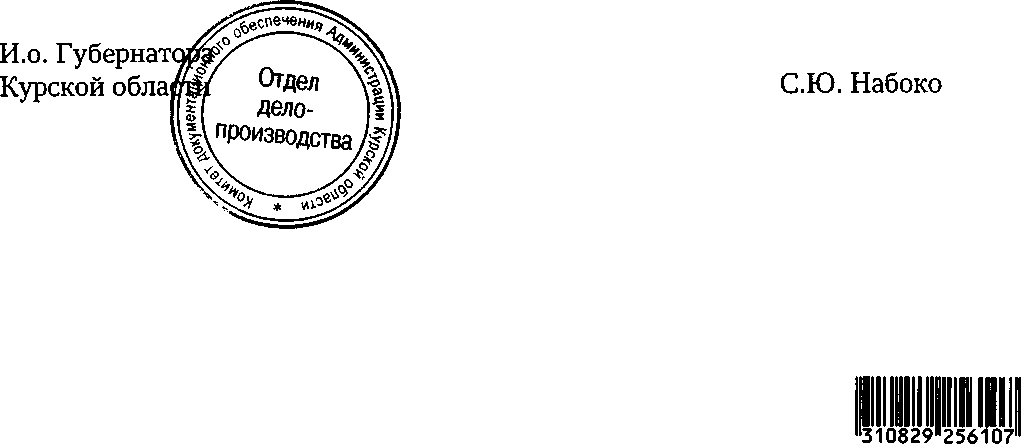 И.о. Губернатора
Курской области
С.Ю. Набоко
Комитет документационного обеспечения Администрации Курской области *
Отдел
дело-
производства
310829 256107